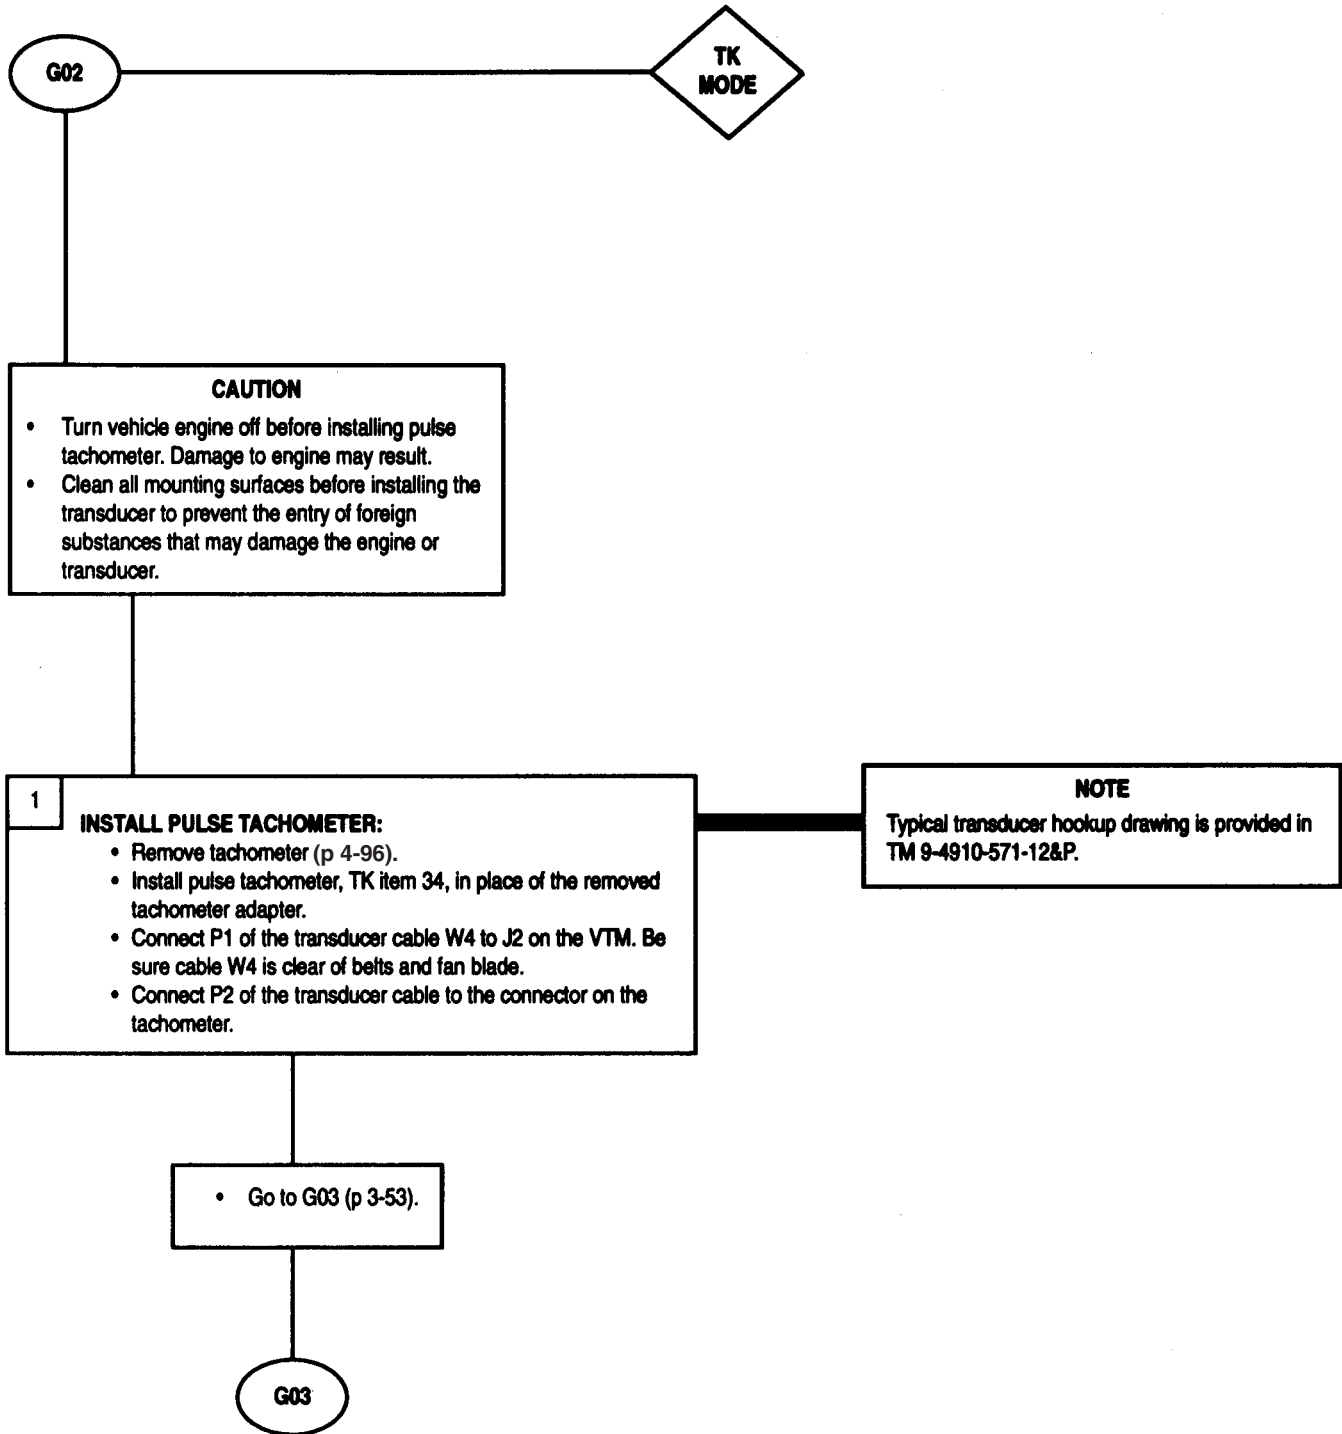 G02
TK
MODE
CAUTION
• Turn vehicle engine off before installing pulse
tachometer. Damage to engine may result.
• Clean all mounting surfaces before installing the
transducer to prevent the entry of foreign
substances that may damage the engine or
transducer.
1
INSTALL PULSE TACHOMETER:
• Remove tachometer (p 4-96).
• Install pulse tachometer, TK item 34, in place of the removed
tachometer adapter.
• Connect P1 of the transducer cable W4 to J2 on the VTM. Be
sure cable W4 is clear of belts and fan blade.
• Connect P2 of the transducer cable to the connector on the
tachometer.
NOTE
Typical transducer hookup drawing is provided in
TM 9-4910-571-12&P.
• Go to G03 (p 3-53).
G03